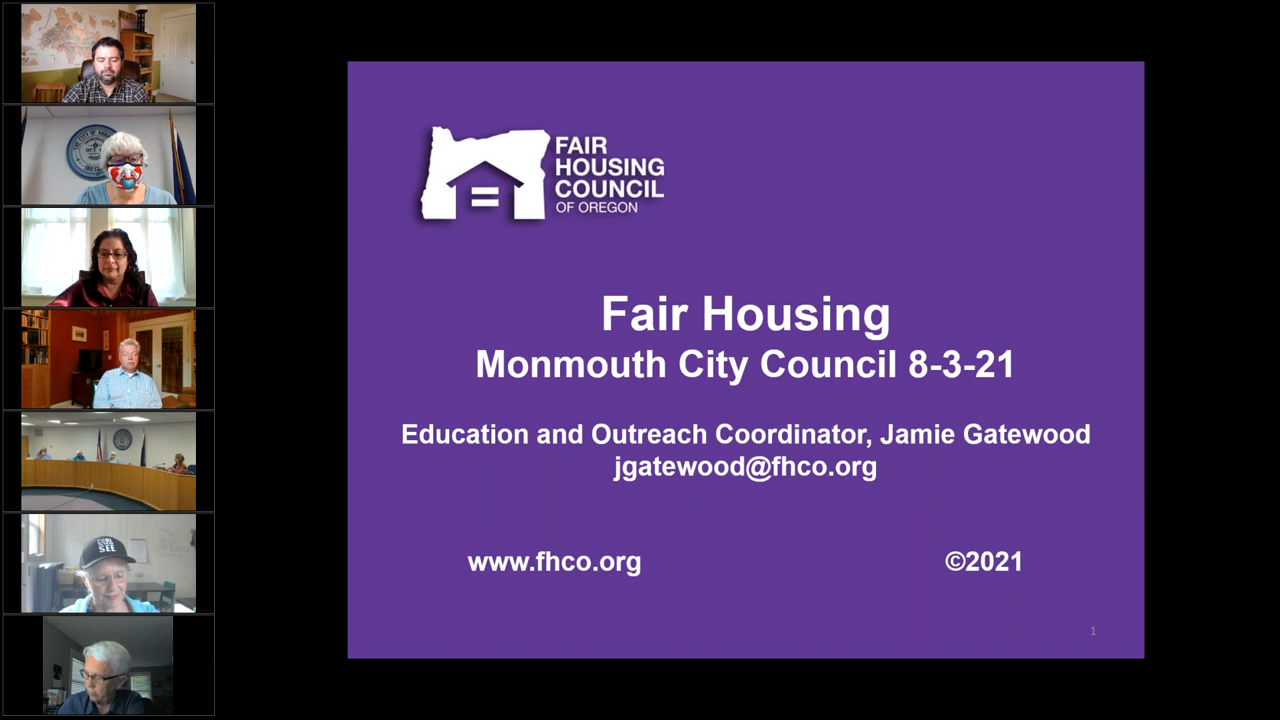 FAIR
HOUSING
COUNCIL
OF OREGON
Fair Housing
Monmouth City Council 8-3-21
Education and Outreach Coordinator, Jamie Gatewood
jgatewood@fhco.org
www.fhco.org
©2021
1
SEE